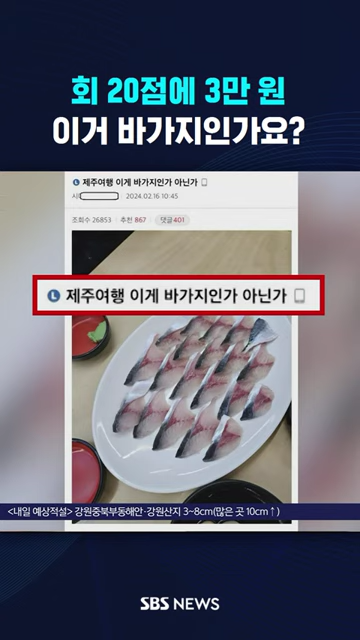 회 20점에 3만 원
이거 바가지인가요?
제주여행 이게 바가지인가 아닌가
2024.02.16 10:45
조회수 26853 추천 867 댓글 401
제주여행 이게 바가지인가 아닌가
<내일 예상적설> 강원중북부동해안·강원산지 3~8cm(많은 곳 10cm↑)
SBS NEWS